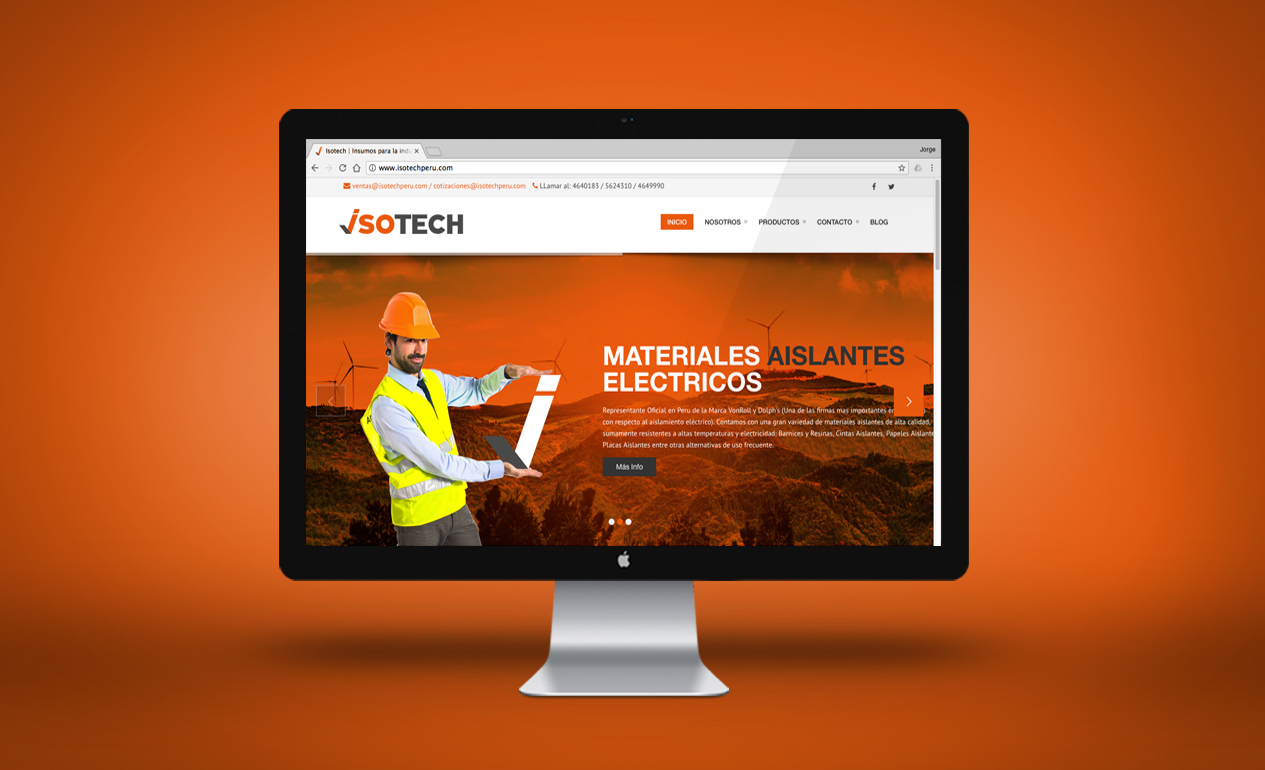 Isotech | Insumos para la indu
Jorge
www.isotechperu.com
ventas@isotechperu.com / cotizaciones@isotechperu.com LLamar al: 4640183 / 5624310 / 4649990
ISOTECH
INICIO NOSOTROS PRODUCTOS CONTACTO BLOG
MATERIALES AISLANTES
ELECTRICOS
Representante Oficial en Peru de la Marca VonRoll y Dolph's (Una de las firmas mas importantes en
con respecto al aislamiento eléctrico). Contamos con una gran variedad de materiales aislantes de alta calidad,
sumamente resistentes a altas temperaturas y electricidad: Barnices y Resinas, Cintas Aislantes, Papeles Aislante
Placas Aislantes entre otras alternativas de uso frecuente.
Más Info